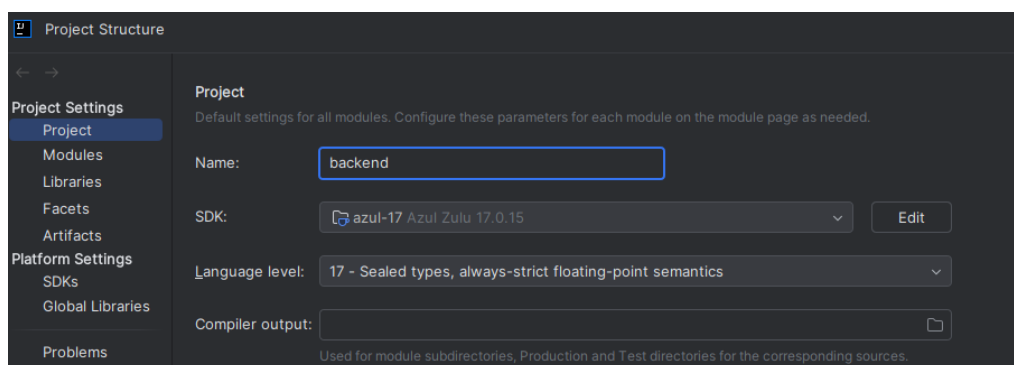 Project Structure
Project Settings
Project
Modules
Libraries
Facets
Artifacts
Platform Settings
SDKs
Global Libraries
Problems
Project
Default settings for all modules. Configure these parameters for each module on the module page as needed.
Name: backend
SDK: azul-17 Azul Zulu 17.0.15 Edit
Language level: 17 - Sealed types, always-strict floating-point semantics
Compiler output:
Used for module subdirectories, Production and Test directories for the corresponding sources.